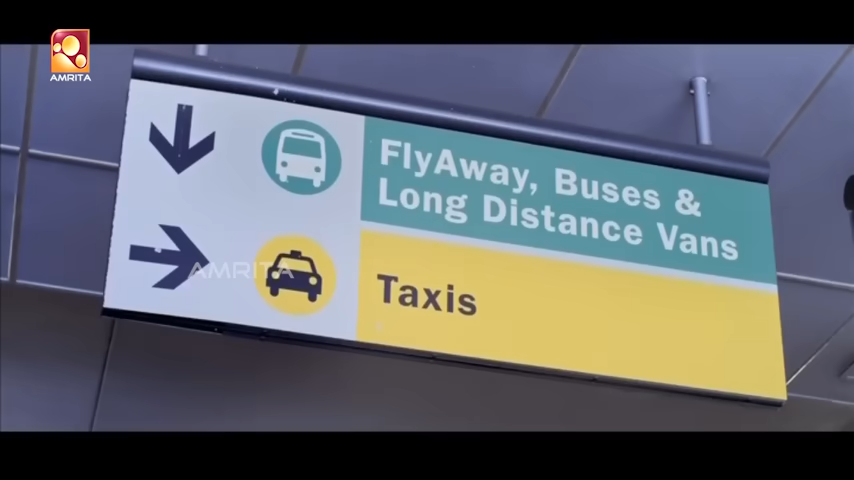 AMRITA
FlyAway, Buses &
Long Distance Vans
AMRITA
Taxis